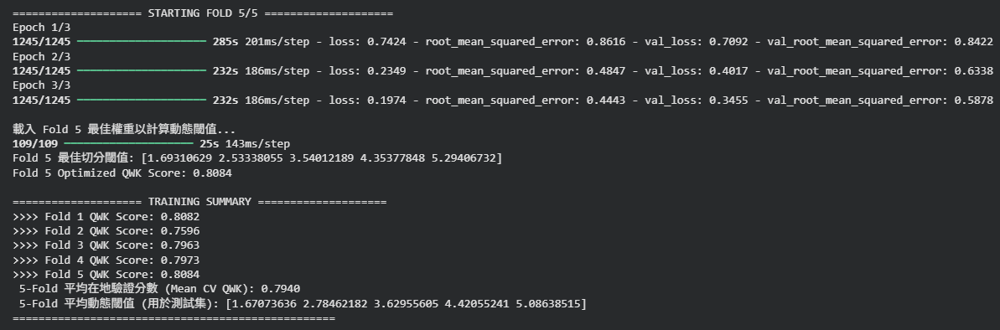 ==================== STARTING FOLD 5/5 ====================
Epoch 1/3
1245/1245 ━━━━━━━━━━━━━━━━━━━━ 285s 201ms/step - loss: 0.7424 - root_mean_squared_error: 0.8616 - val_loss: 0.7092 - val_root_mean_squared_error: 0.8422
Epoch 2/3
1245/1245 ━━━━━━━━━━━━━━━━━━━━ 232s 186ms/step - loss: 0.2349 - root_mean_squared_error: 0.4847 - val_loss: 0.4017 - val_root_mean_squared_error: 0.6338
Epoch 3/3
1245/1245 ━━━━━━━━━━━━━━━━━━━━ 232s 186ms/step - loss: 0.1974 - root_mean_squared_error: 0.4443 - val_loss: 0.3455 - val_root_mean_squared_error: 0.5878
載入 Fold 5 最佳權重以計算動態閾值...
109/109 ━━━━━━━━━━━━━━━━━━━━ 25s 143ms/step
Fold 5 最佳切分閾值: [1.69310629 2.53338055 3.54012189 4.35377848 5.29406732]
Fold 5 Optimized QWK Score: 0.8084
==================== TRAINING SUMMARY ====================
>>>> Fold 1 QWK Score: 0.8082
>>>> Fold 2 QWK Score: 0.7596
>>>> Fold 3 QWK Score: 0.7963
>>>> Fold 4 QWK Score: 0.7973
>>>> Fold 5 QWK Score: 0.8084
5-Fold 平均在地驗證分數 (Mean CV QWK): 0.7940
5-Fold 平均動態閾值 (用於測試集): [1.67073636 2.78462182 3.62955605 4.42055241 5.08638515]
==================================================